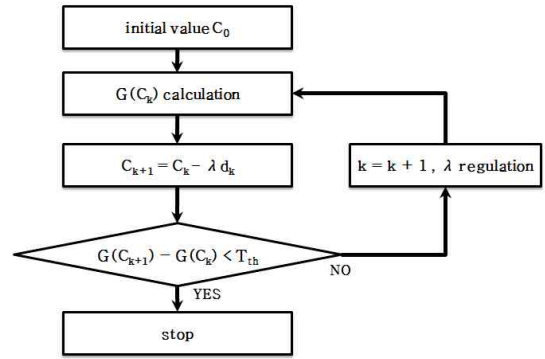 initial value C₀
G(Cₖ) calculation
Cₖ₊₁ = Cₖ − λ dₖ
k = k + 1 , λ regulation
G(Cₖ₊₁) − G(Cₖ) < Tₜₕ
NO
YES
stop